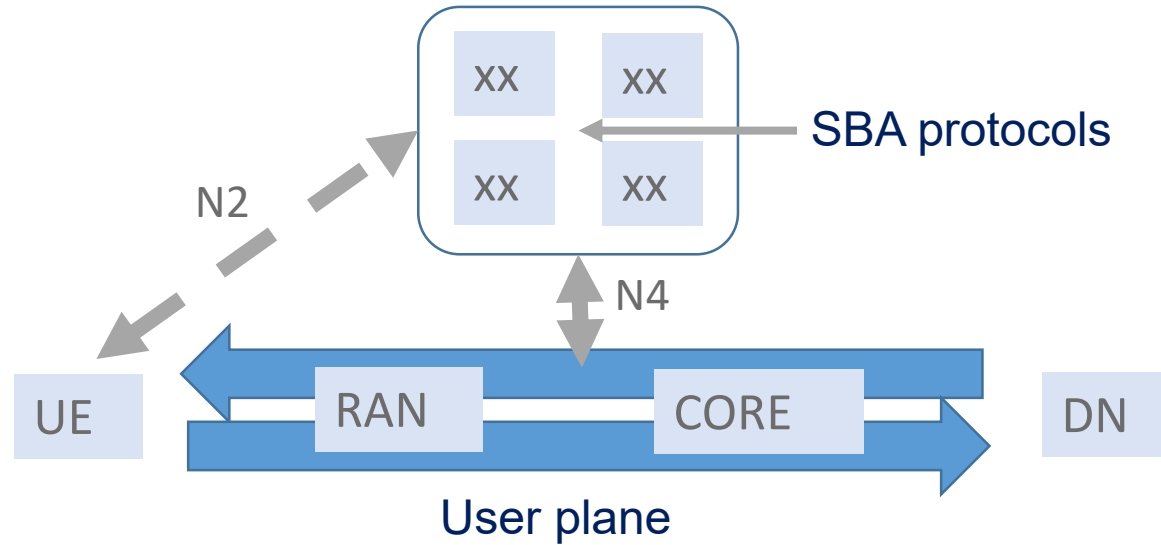 xx
xx
SBA protocols
xx
xx
N2
N4
UE
RAN
CORE
DN
User plane